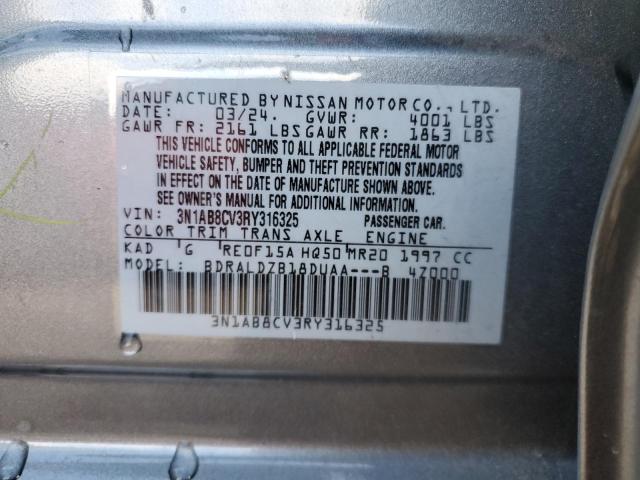 MANUFACTURED BY NISSAN MOTOR CO., LTD.
DATE: 03/24. GVWR: 4001 LBS
GAWR FR: 2161 LBS GAWR RR: 1863 LBS
THIS VEHICLE CONFORMS TO ALL APPLICABLE FEDERAL MOTOR
VEHICLE SAFETY, BUMPER AND THEFT PREVENTION STANDARDS
IN EFFECT ON THE DATE OF MANUFACTURE SHOWN ABOVE.
SEE OWNER'S MANUAL FOR ADDITIONAL INFORMATION.
VIN: 3N1AB8CV3RY316325 PASSENGER CAR.
COLOR TRIM TRANS AXLE ENGINE
KAD G RE0F15A HQ50 MR20 1997 CC
MODEL: BDRALDZB18DUAA---B 4Z000
3N1AB8CV3RY316325